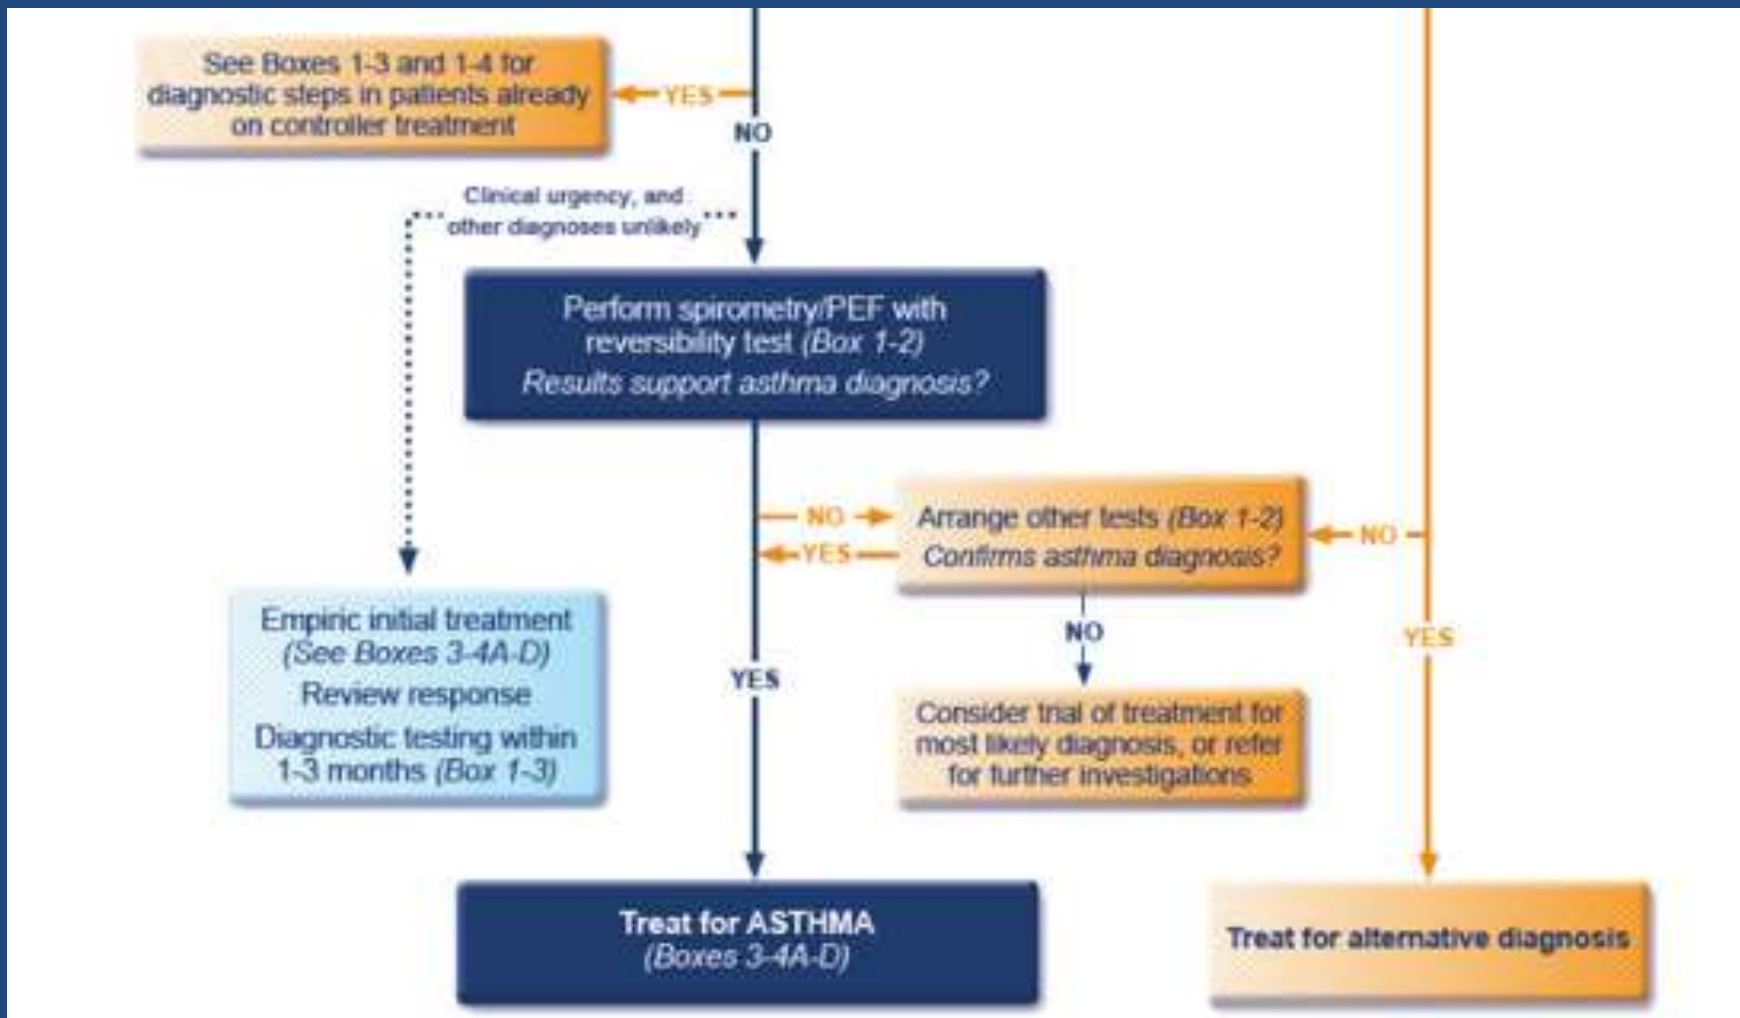 See Boxes 1-3 and 1-4 for
diagnostic steps in patients already
on controller treatment
YES
NO
Clinical urgency, and
other diagnoses unlikely
Perform spirometry/PEF with
reversibility test (Box 1-2)
Results support asthma diagnosis?
NO
YES
Arrange other tests (Box 1-2)
Confirms asthma diagnosis?
NO
Empiric initial treatment
(See Boxes 3-4A-D)
Review response
Diagnostic testing within
1-3 months (Box 1-3)
YES
NO
YES
Consider trial of treatment for
most likely diagnosis, or refer
for further investigations
Treat for ASTHMA
(Boxes 3-4A-D)
Treat for alternative diagnosis